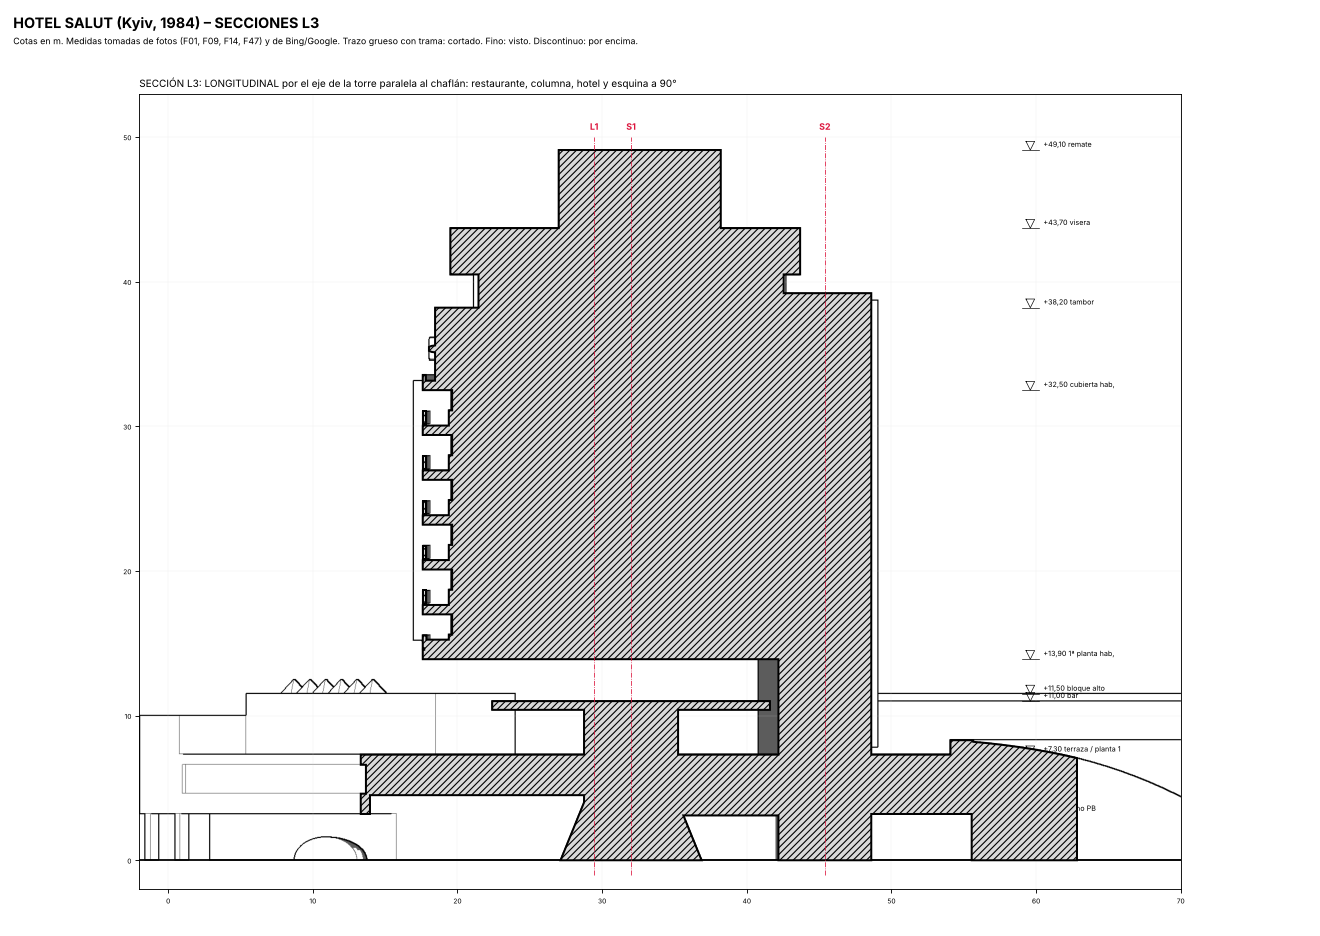 HOTEL SALUT (Kyiv, 1984) – SECCIONES L3
Cotas en m. Medidas tomadas de fotos (F01, F09, F14, F47) y de Bing/Google. Trazo grueso con trama: cortado. Fino: visto. Discontinuo: por encima.
SECCIÓN L3: LONGITUDINAL por el eje de la torre paralela al chaflán: restaurante, columna, hotel y esquina a 90°
L1 S1 S2
50
+49,10 remate
+43,70 visera
40
+38,20 tambor
+32,50 cubierta hab,
30
20
+13,90 1ª planta hab,
+11,50 bloque alto
+11,00 bar
10
+7,30 terraza / planta 1
no PB
0
0 10 20 30 40 50 60 70